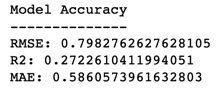 Model Accuracy
--------------
RMSE: 0.7982762627628105
R2: 0.2722610411994051
MAE: 0.5860573961632803